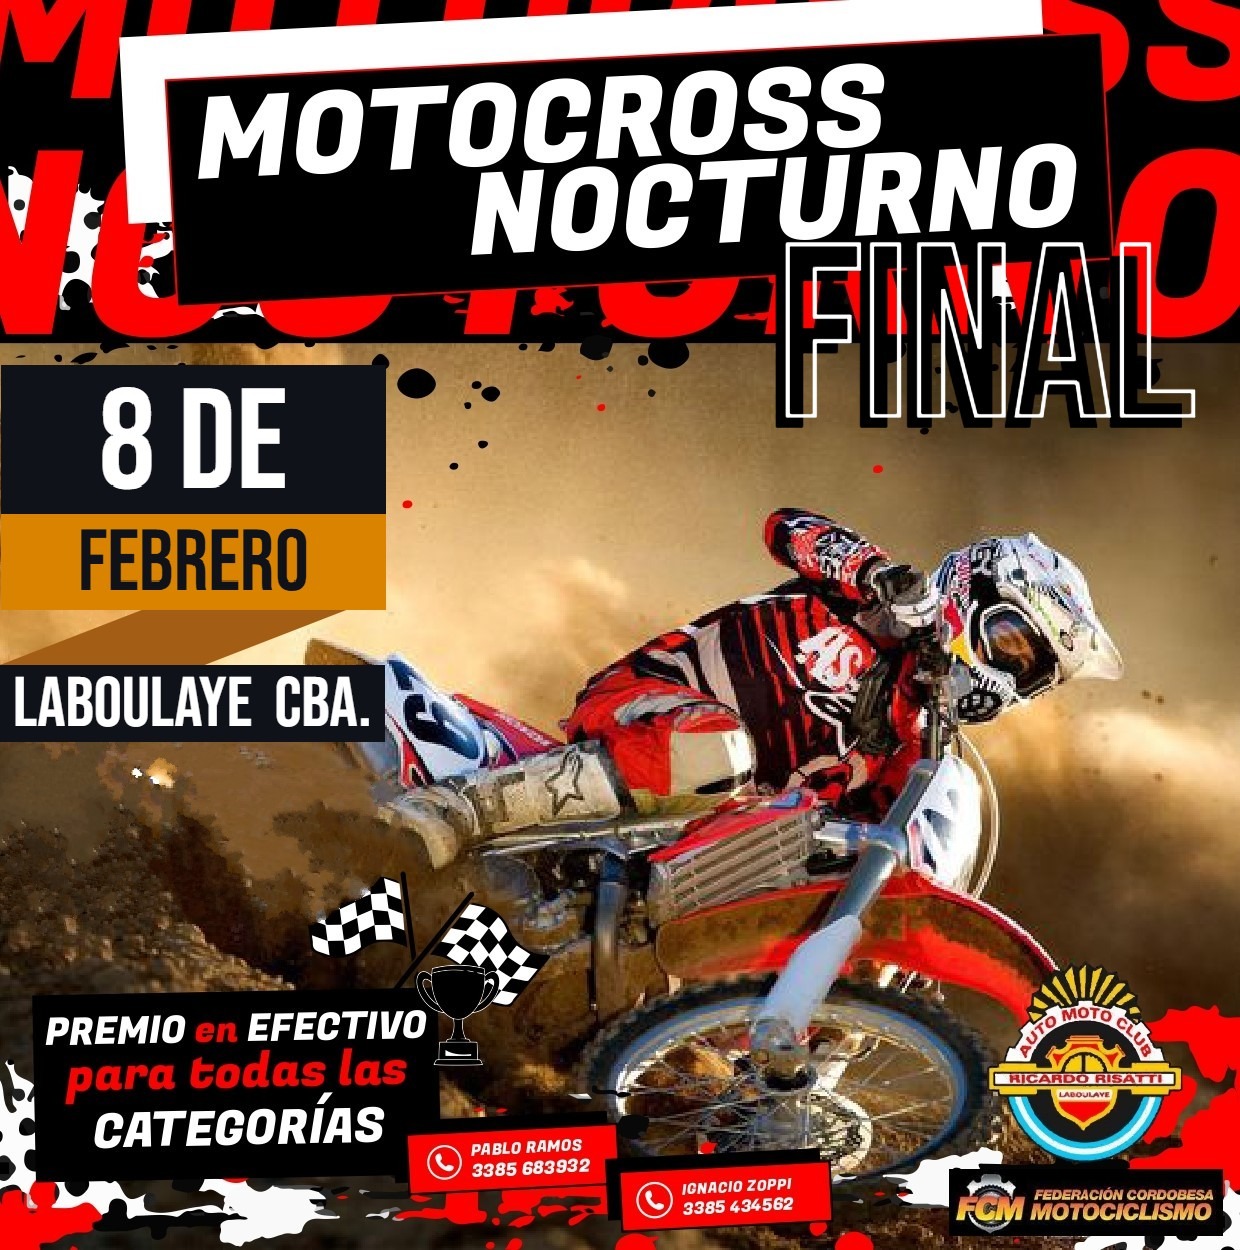 MOTOCROSS
NOCTURNO
FINAL
8 DE
FEBRERO
LABOULAYE CBA.
PREMIO en EFECTIVO
para todas las
CATEGORÍAS
PABLO RAMOS
3385 683932
IGNACIO ZOPPI
3385 434562
AUTO MOTO CLUB
RICARDO RISATTI
LABOULAYE
FCM FEDERACIÓN CORDOBESA
MOTOCICLISMO